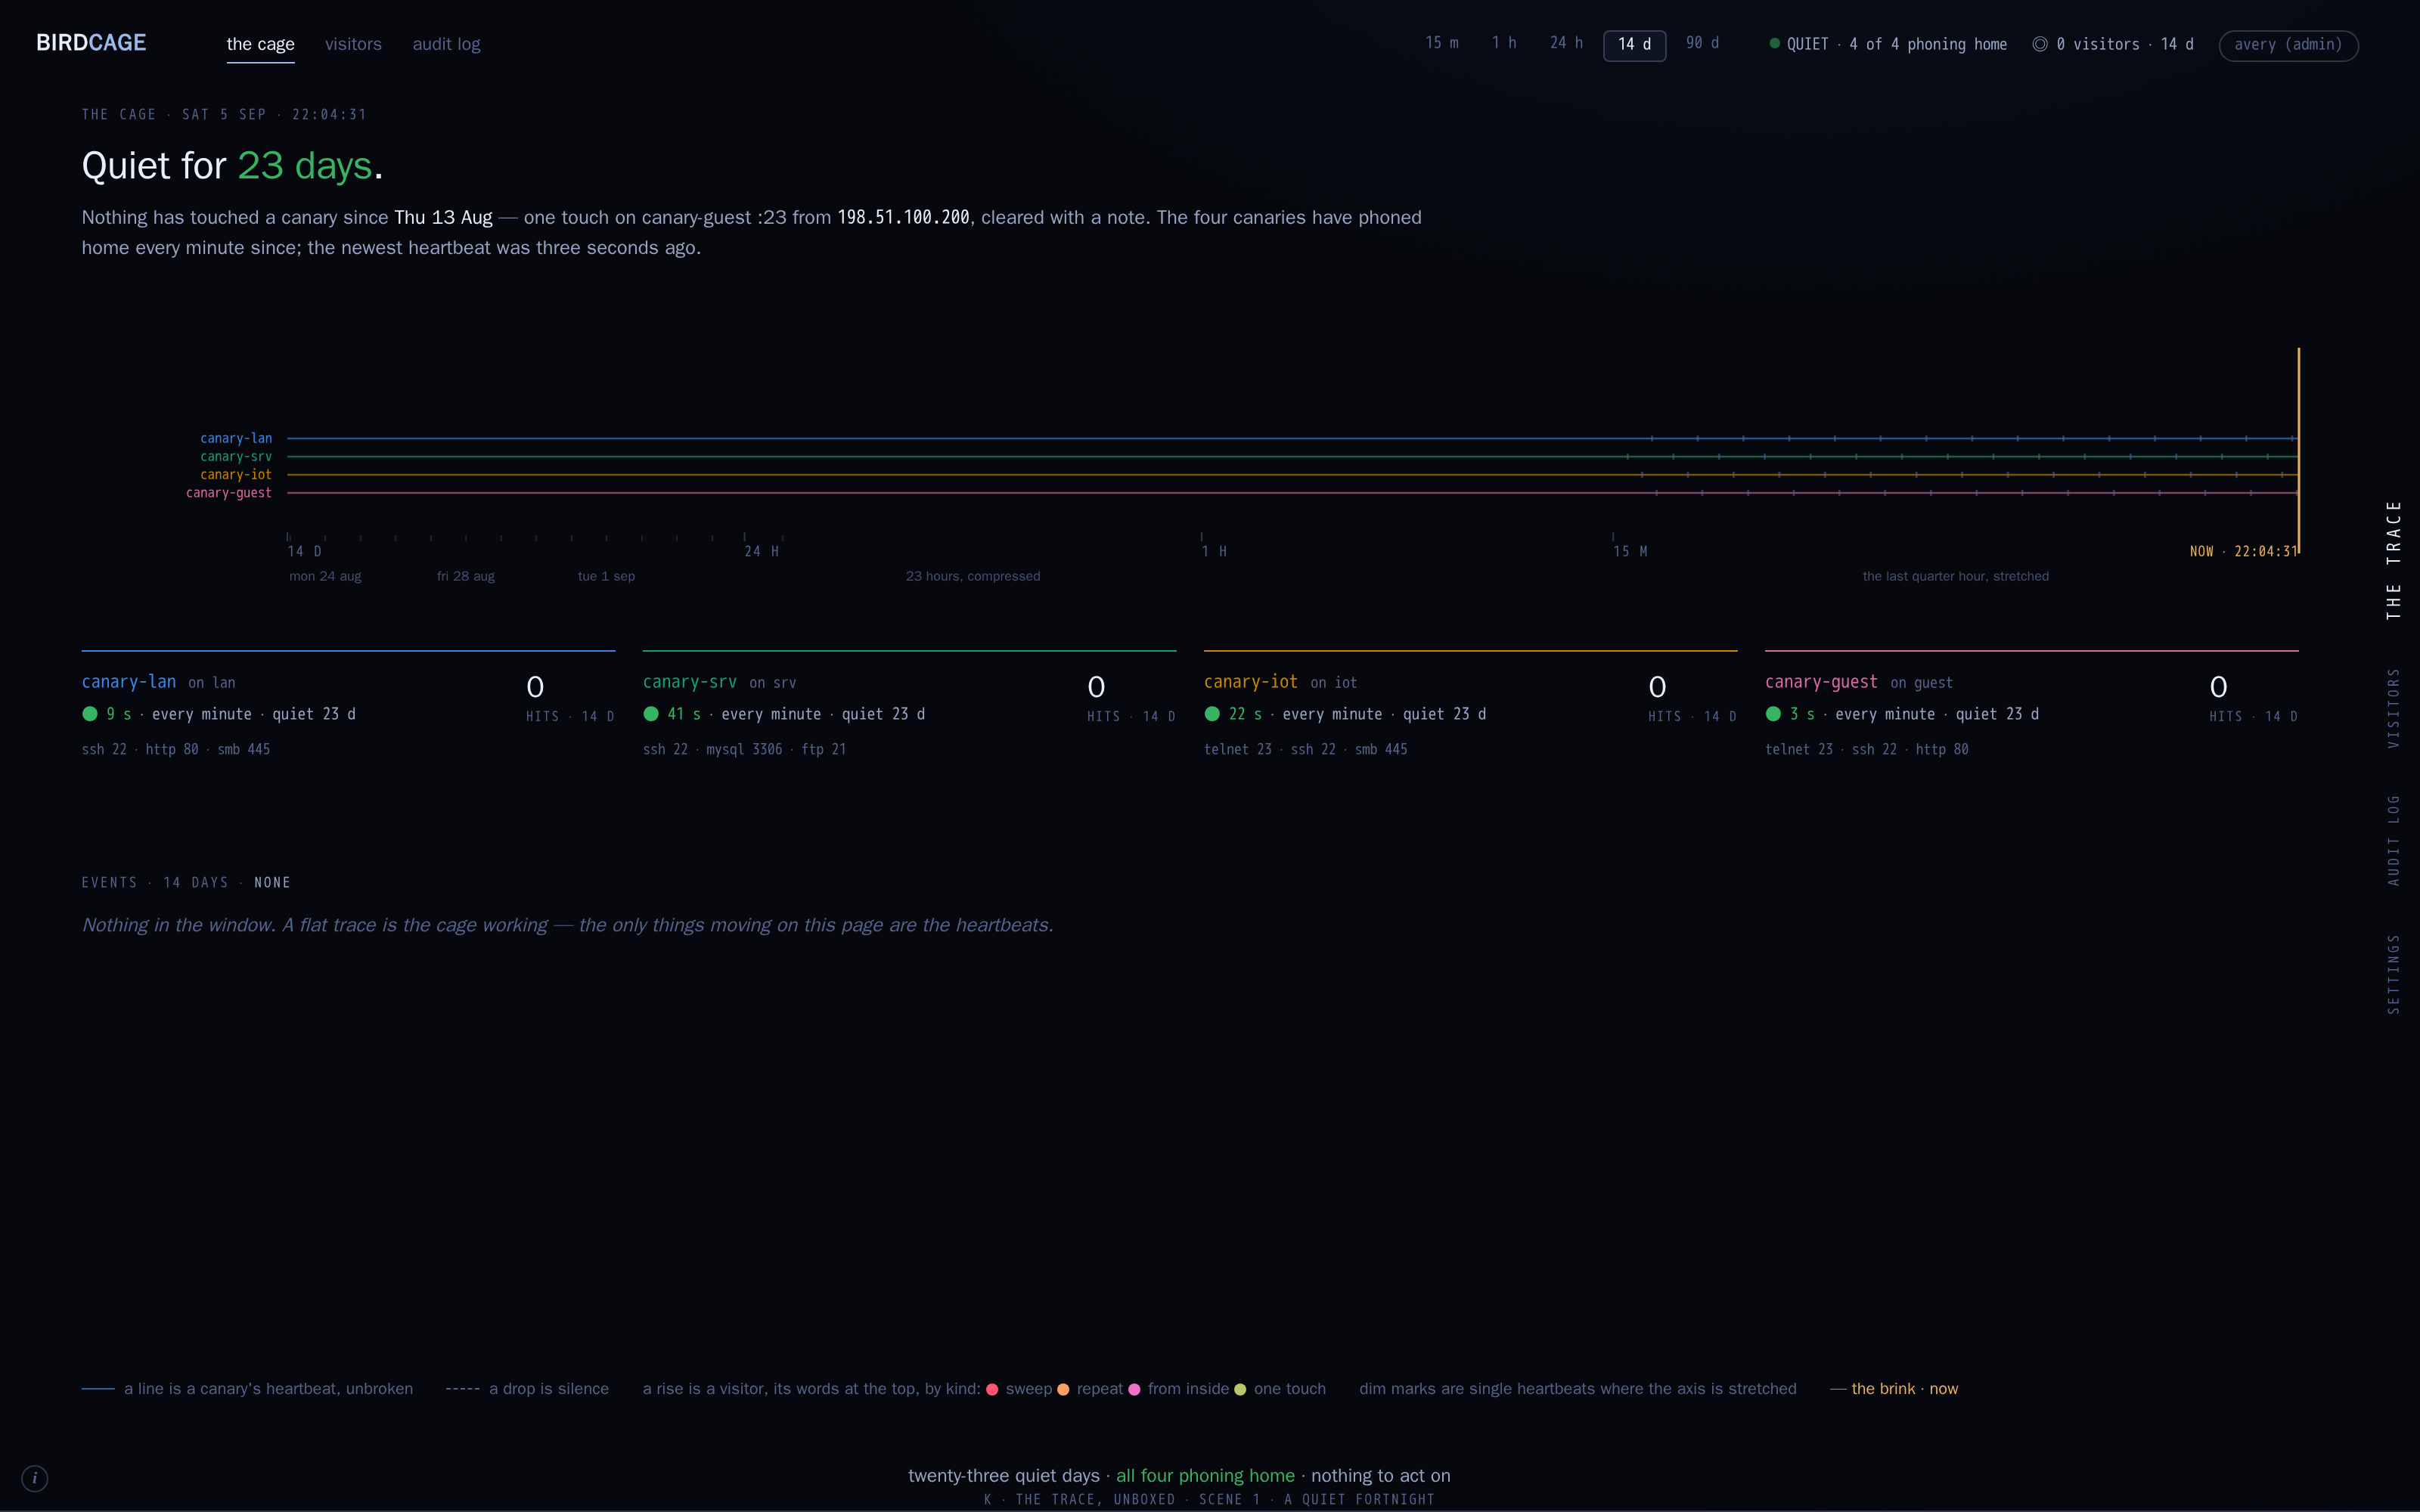 BIRDCAGE the cage visitors audit log 15 m 1 h 24 h 14 d 90 d QUIET · 4 of 4 phoning home ◎ 0 visitors · 14 d avery (admin)
THE CAGE · SAT 5 SEP · 22:04:31
Quiet for 23 days.
Nothing has touched a canary since Thu 13 Aug — one touch on canary-guest :23 from 198.51.100.200, cleared with a note. The four canaries have phoned
home every minute since; the newest heartbeat was three seconds ago.
canary-lan
canary-srv
canary-iot
canary-guest
14 D 24 H 1 H 15 M NOW · 22:04:31
mon 24 aug fri 28 aug tue 1 sep 23 hours, compressed the last quarter hour, stretched
THE TRACE
VISITORS
AUDIT LOG
SETTINGS
canary-lan on lan 0
9 s · every minute · quiet 23 d HITS · 14 D
ssh 22 · http 80 · smb 445
canary-srv on srv 0
41 s · every minute · quiet 23 d HITS · 14 D
ssh 22 · mysql 3306 · ftp 21
canary-iot on iot 0
22 s · every minute · quiet 23 d HITS · 14 D
telnet 23 · ssh 22 · smb 445
canary-guest on guest 0
3 s · every minute · quiet 23 d HITS · 14 D
telnet 23 · ssh 22 · http 80
EVENTS · 14 DAYS · NONE
Nothing in the window. A flat trace is the cage working — the only things moving on this page are the heartbeats.
a line is a canary's heartbeat, unbroken a drop is silence a rise is a visitor, its words at the top, by kind: sweep repeat from inside one touch dim marks are single heartbeats where the axis is stretched — the brink · now
i
twenty-three quiet days · all four phoning home · nothing to act on
K · THE TRACE, UNBOXED · SCENE 1 · A QUIET FORTNIGHT